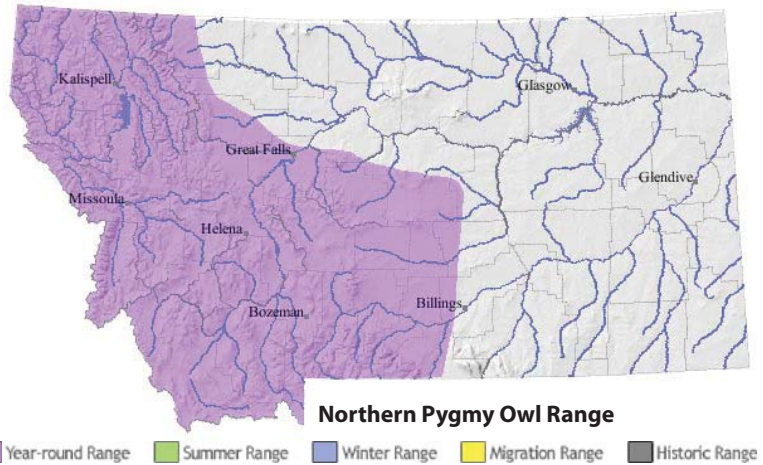 Kalispell
Glasgow
Great Falls
Glendive
Missoula
Helena
Billings
Bozeman
Northern Pygmy Owl Range
Year-round Range Summer Range Winter Range Migration Range Historic Range